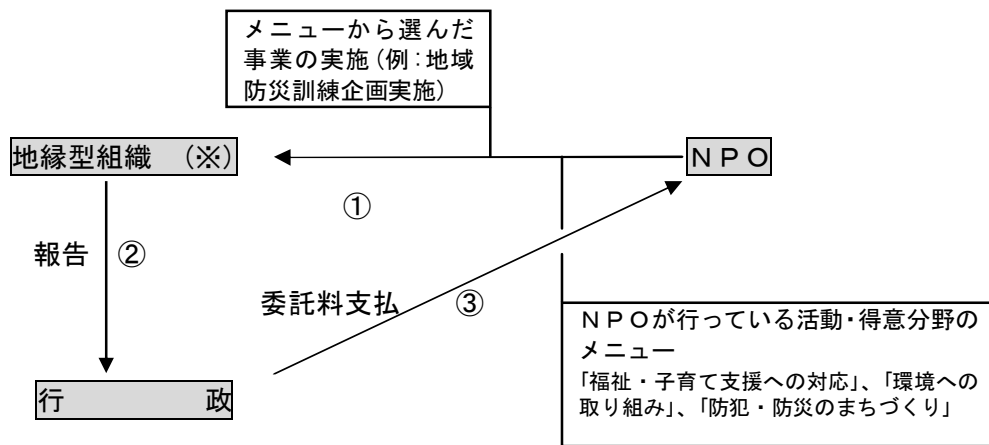 メニューから選んだ
事業の実施(例:地域
防災訓練企画実施)
地縁型組織 (※)
NPO
①
報告 ②
委託料支払 ③
NPOが行っている活動・得意分野の
メニュー
「福祉・子育て支援への対応」、「環境への
取り組み」、「防犯・防災のまちづくり」
行 政